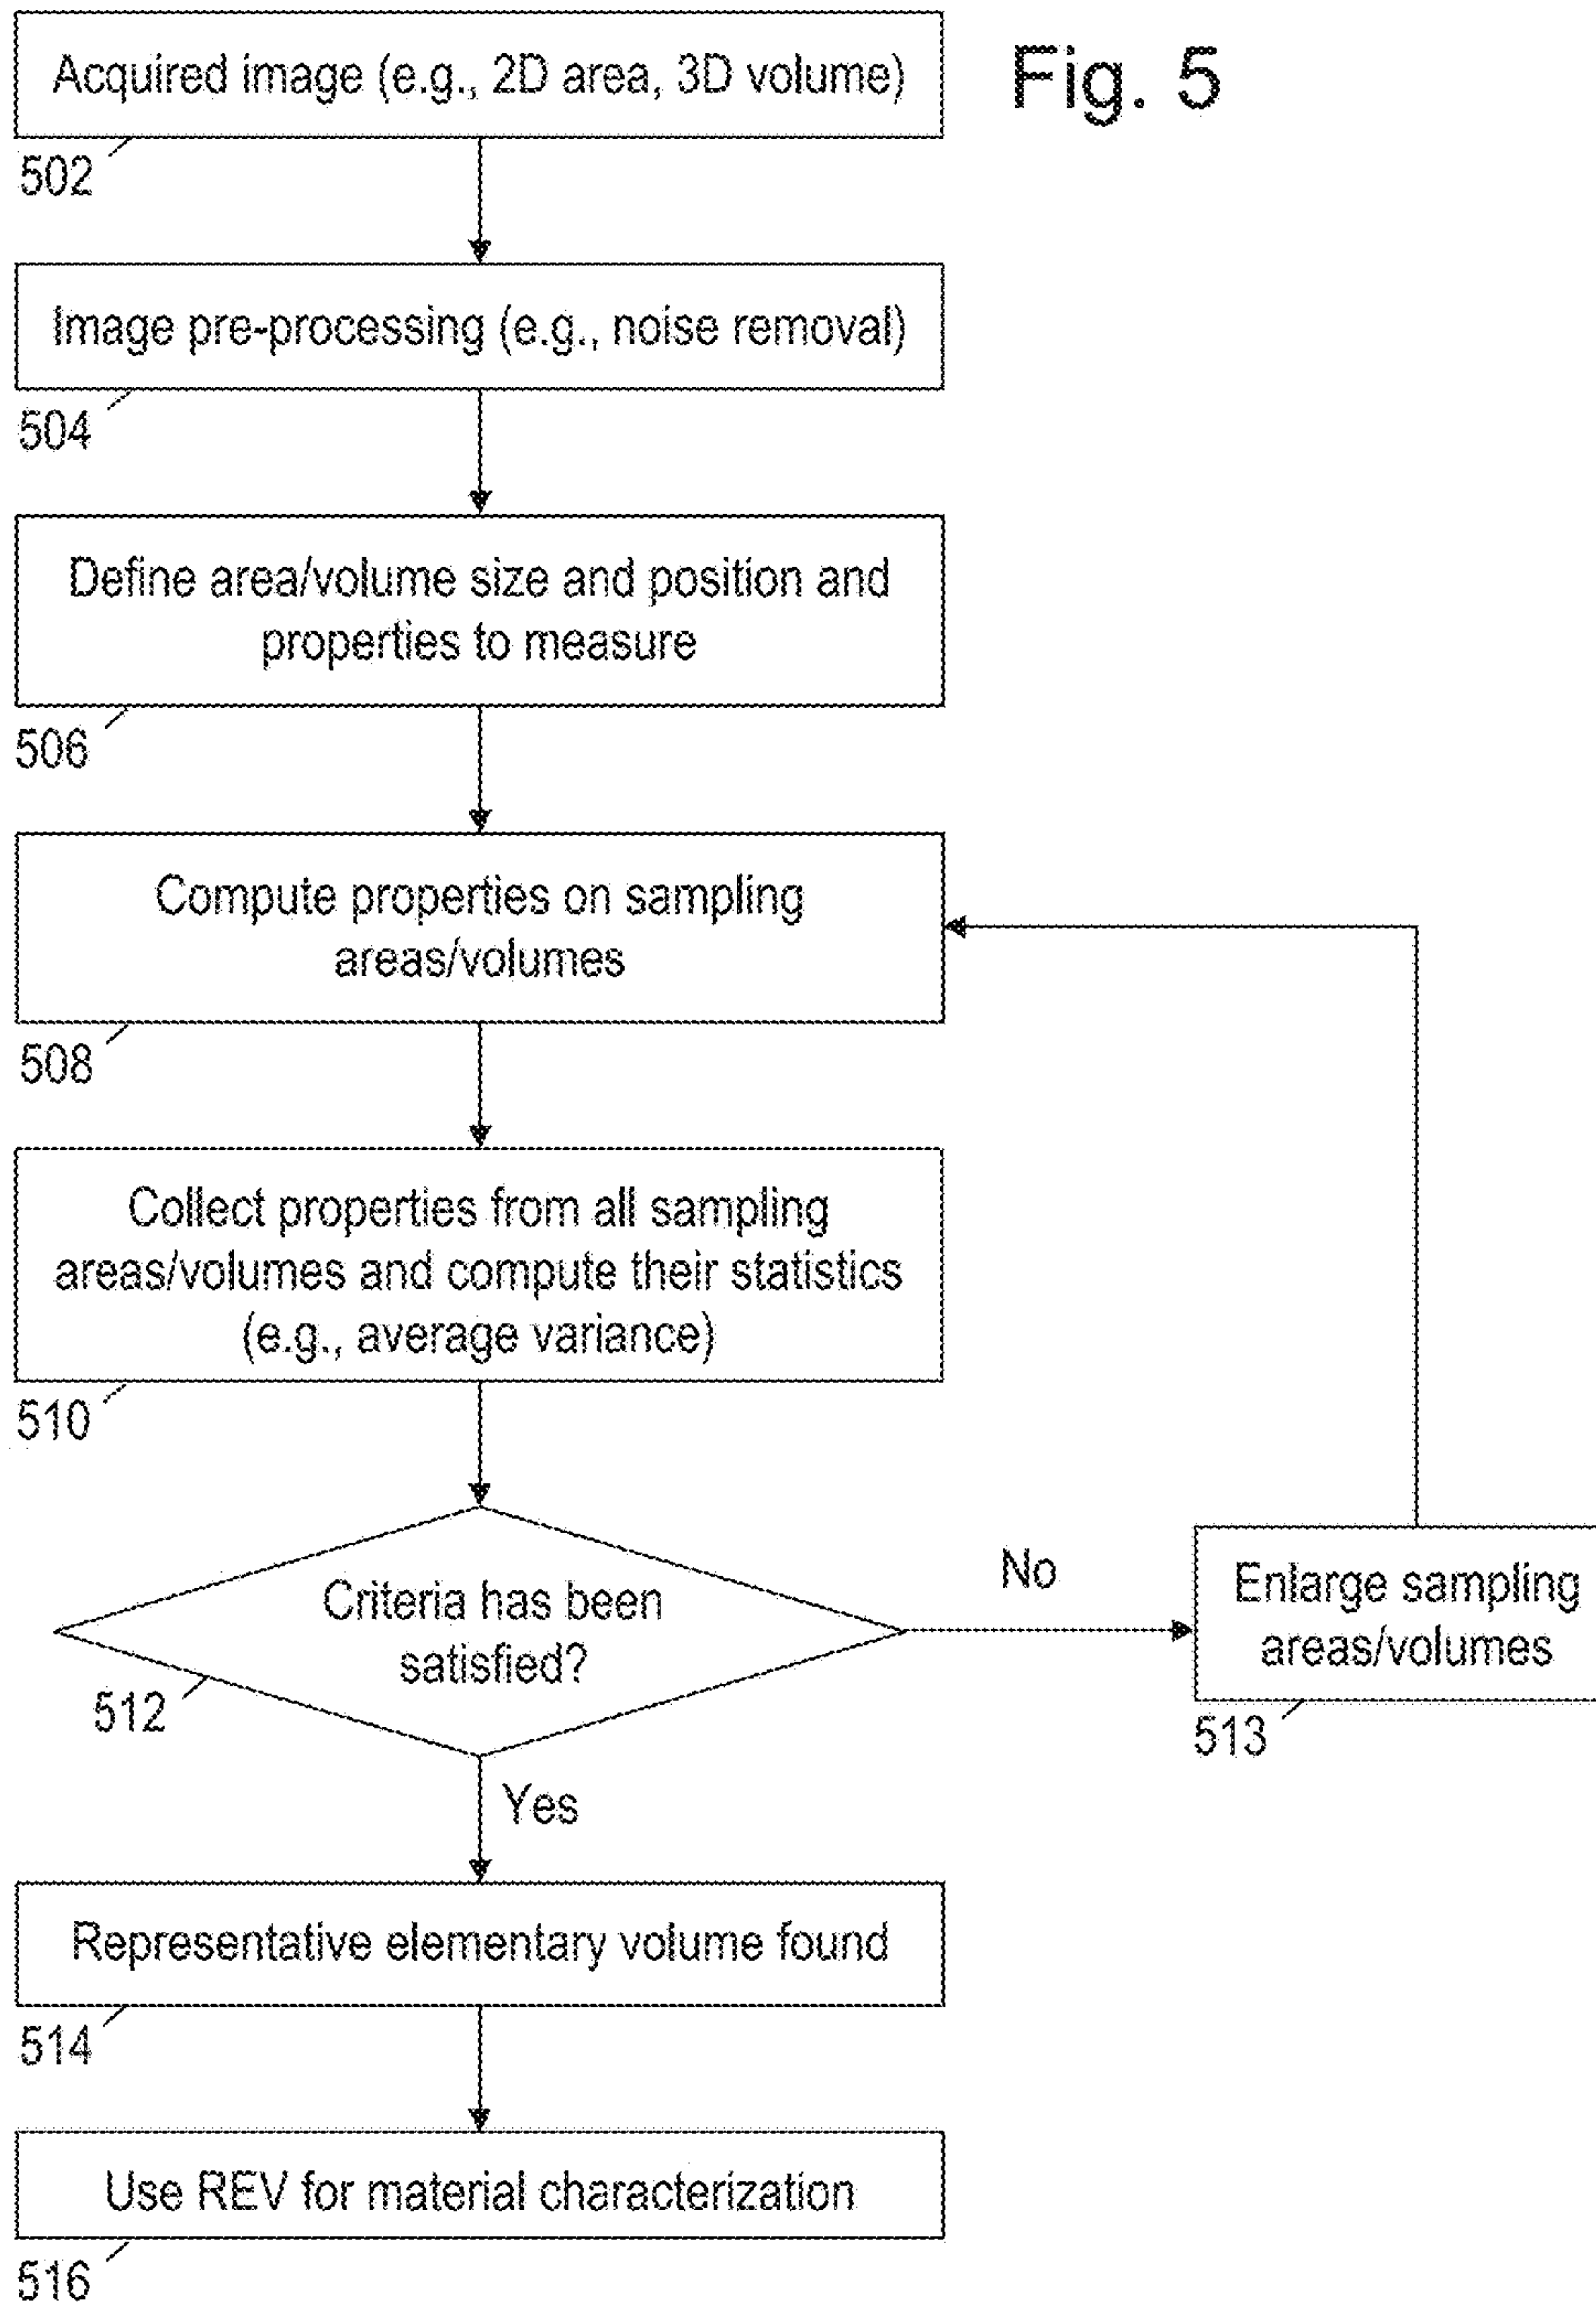 Acquired image (e.g., 2D area, 3D volume)
Fig. 5
502
Image pre-processing (e.g., noise removal)
504
Define area/volume size and position and
properties to measure
506
Compute properties on sampling
areas/volumes
508
Collect properties from all sampling
areas/volumes and compute their statistics
(e.g., average variance)
510
Criteria has been
satisfied?
512
No
Enlarge sampling
areas/volumes
513
Yes
Representative elementary volume found
514
Use REV for material characterization
516